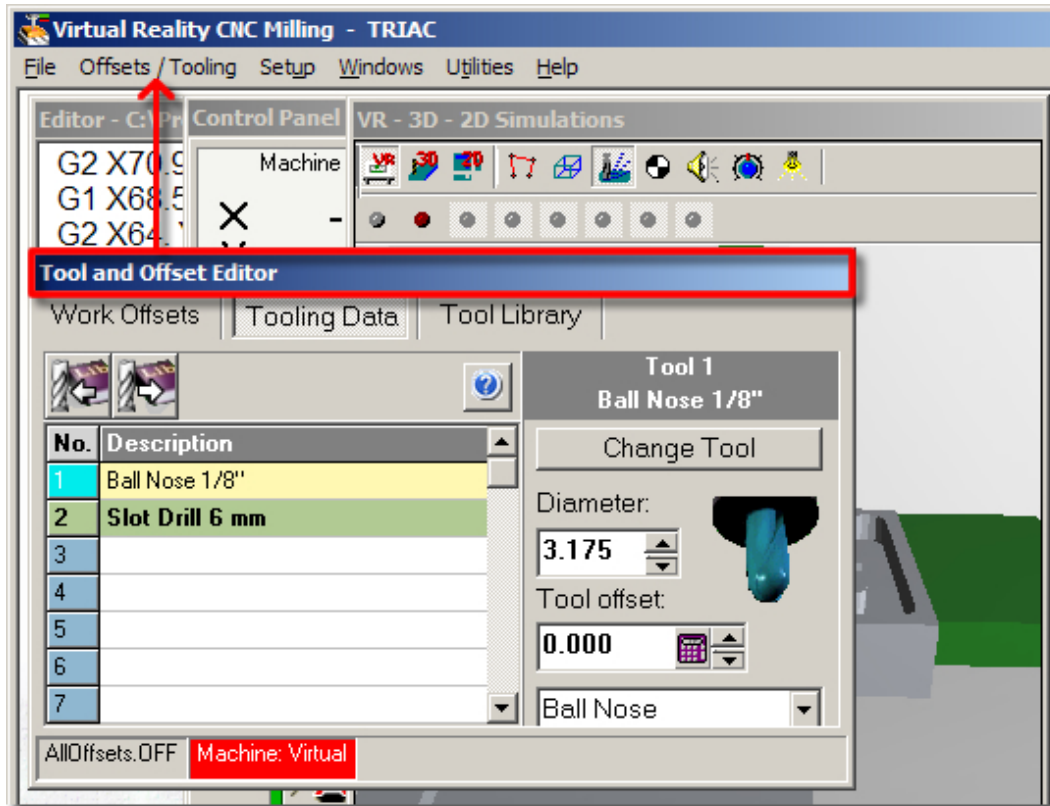 Virtual Reality CNC Milling - TRIAC
File Offsets / Tooling Setup Windows Utilities Help
Editor - C:\Pr
Control Panel
VR - 3D - 2D Simulations
G2 X70.9
G1 X68.5
G2 X64.
Machine
X -
Tool and Offset Editor
Work Offsets Tooling Data Tool Library
Tool 1
Ball Nose 1/8"
No. Description
1 Ball Nose 1/8"
2 Slot Drill 6 mm
3
4
5
6
7
Change Tool
Diameter:
3.175
Tool offset:
0.000
Ball Nose
AllOffsets.OFF Machine: Virtual